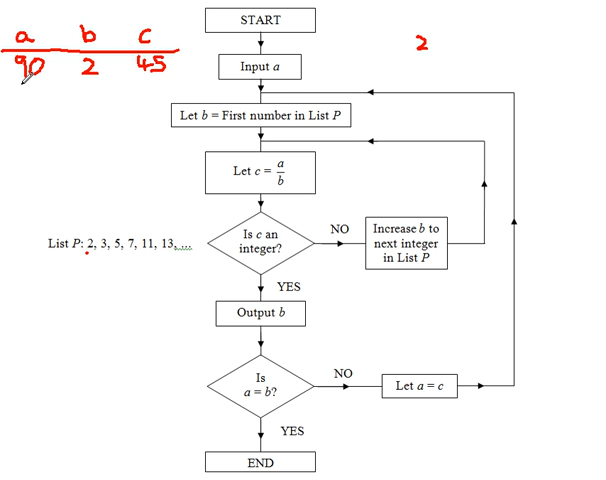 START
a b c
90 2 45
2
Input a
Let b = First number in List P
Let c = a/b
List P: 2, 3, 5, 7, 11, 13, ...
Is c an
integer?
NO
Increase b to
next integer
in List P
YES
Output b
Is
a = b?
NO
Let a = c
YES
END